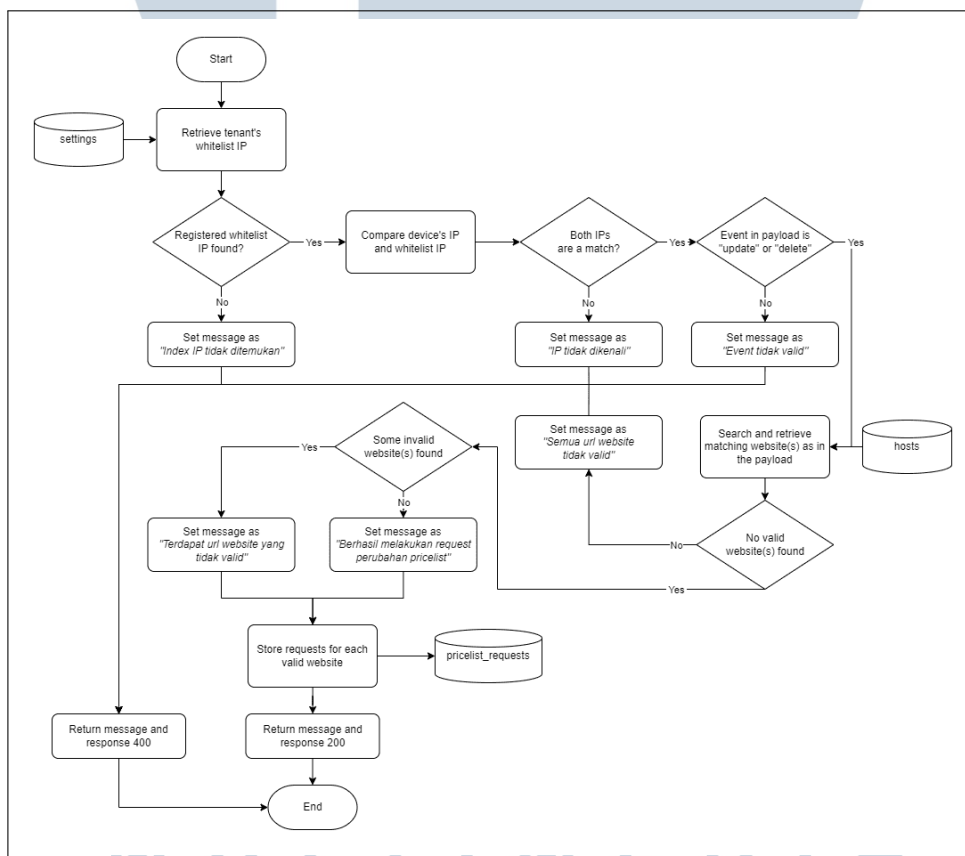 Start
settings
Retrieve tenant's
whitelist IP
Registered whitelist
IP found?
Yes
Compare device's IP
and whitelist IP
Both IPs
are a match?
Yes
Event in payload is
"update" or "delete"
Yes
No
No
No
Set message as
"Index IP tidak ditemukan"
Set message as
"IP tidak dikenali"
Set message as
"Event tidak valid"
Some invalid
website(s) found
Yes
No
Set message as
"Semua url website
tidak valid"
Search and retrieve
matching website(s) as in
the payload
hosts
Set message as
"Terdapat url website yang
tidak valid"
Set message as
"Berhasil melakukan request
perubahan pricelist"
No
No valid
website(s) found
Yes
Store requests for each
valid website
pricelist_requests
Return message and
response 400
Return message and
response 200
End